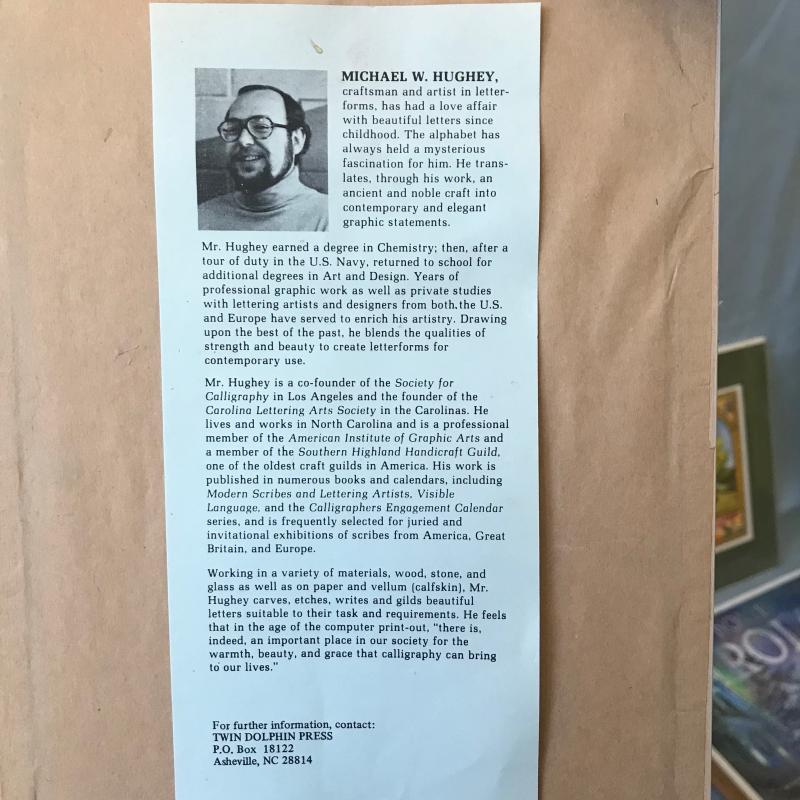 MICHAEL W. HUGHEY,
craftsman and artist in letter-
forms, has had a love affair
with beautiful letters since
childhood. The alphabet has
always held a mysterious
fascination for him. He trans-
lates, through his work, an
ancient and noble craft into
contemporary and elegant
graphic statements.
Mr. Hughey earned a degree in Chemistry; then, after a
tour of duty in the U.S. Navy, returned to school for
additional degrees in Art and Design. Years of
professional graphic work as well as private studies
with lettering artists and designers from both.the U.S.
and Europe have served to enrich his artistry. Drawing
upon the best of the past, he blends the qualities of
strength and beauty to create letterforms for
contemporary use.
Mr. Hughey is a co-founder of the Society for
Calligraphy in Los Angeles and the founder of the
Carolina Lettering Arts Society in the Carolinas. He
lives and works in North Carolina and is a professional
member of the American Institute of Graphic Arts and
a member of the Southern Highland Handicraft Guild,
one of the oldest craft guilds in America. His work is
published in numerous books and calendars, including
Modern Scribes and Lettering Artists, Visible
Language, and the Calligraphers Engagement Calendar
series, and is frequently selected for juried and
invitational exhibitions of scribes from America, Great
Britain, and Europe.
Working in a variety of materials, wood, stone, and
glass as well as on paper and vellum (calfskin), Mr.
Hughey carves, etches, writes and gilds beautiful
letters suitable to their task and requirements. He feels
that in the age of the computer print-out, "there is,
indeed, an important place in our society for the
warmth, beauty, and grace that calligraphy can bring
to our lives."
For further information, contact:
TWIN DOLPHIN PRESS
P.O. Box 18122
Asheville, NC 28814